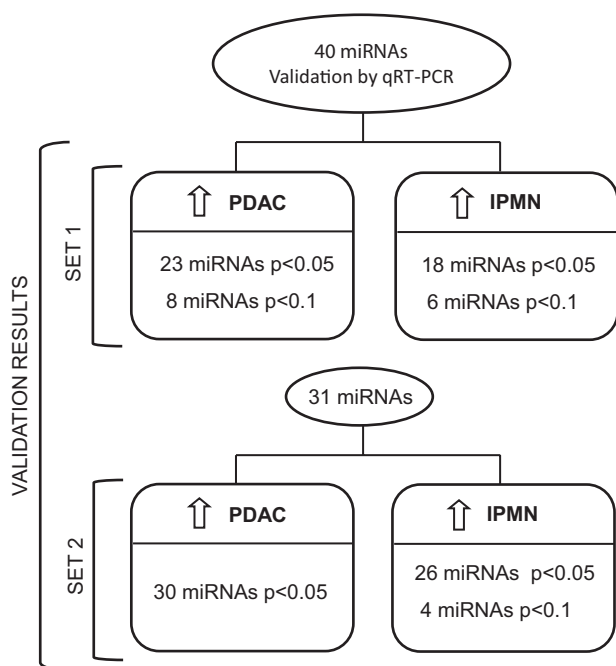 40 miRNAs
Validation by qRT-PCR
VALIDATION RESULTS
SET 1
PDAC
23 miRNAs p<0.05
8 miRNAs p<0.1
IPMN
18 miRNAs p<0.05
6 miRNAs p<0.1
31 miRNAs
SET 2
PDAC
30 miRNAs p<0.05
IPMN
26 miRNAs p<0.05
4 miRNAs p<0.1